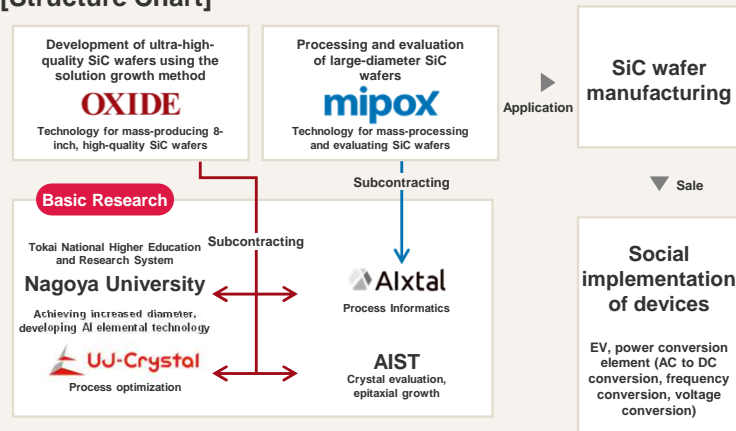 [Structure Chart]
Development of ultra-high-
quality SiC wafers using the
solution growth method
OXIDE
Technology for mass-producing 8-
inch, high-quality SiC wafers
Processing and evaluation
of large-diameter SiC
wafers
mipox
Technology for mass-processing
and evaluating SiC wafers
Application
SiC wafer
manufacturing
Sale
Subcontracting
Basic Research
Subcontracting
Tokai National Higher Education
and Research System
Nagoya University
Achieving increased diameter,
developing AI elemental technology
UJ-Crystal
Process optimization
AIxtal
Process Informatics
AIST
Crystal evaluation,
epitaxial growth
Social
implementation
of devices
EV, power conversion
element (AC to DC
conversion, frequency
conversion, voltage
conversion)